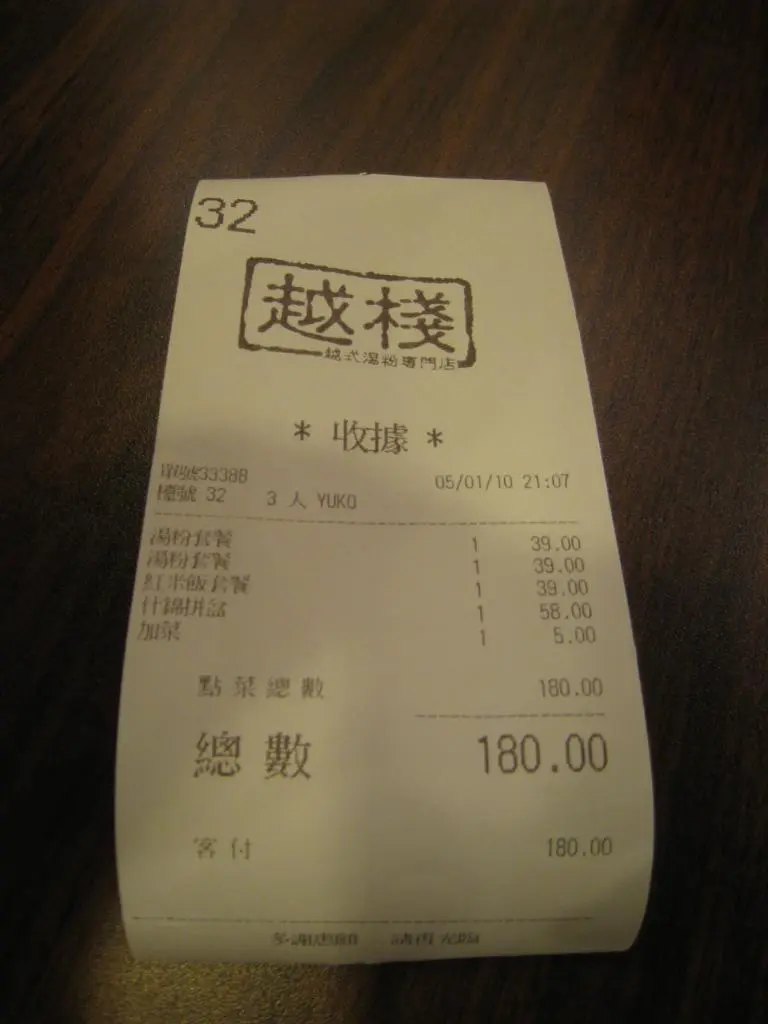 32
越棧
越式湯粉專門店
* 收據 *
單號33388
檯號 32 3 人 YUKO 05/01/10 21:07
湯粉套餐 1 39.00
湯粉套餐 1 39.00
紅米飯套餐 1 39.00
什錦拼盆 1 58.00
加菜 1 5.00
點菜總數 180.00
總數 180.00
客付 180.00
多謝惠顧 請再光臨